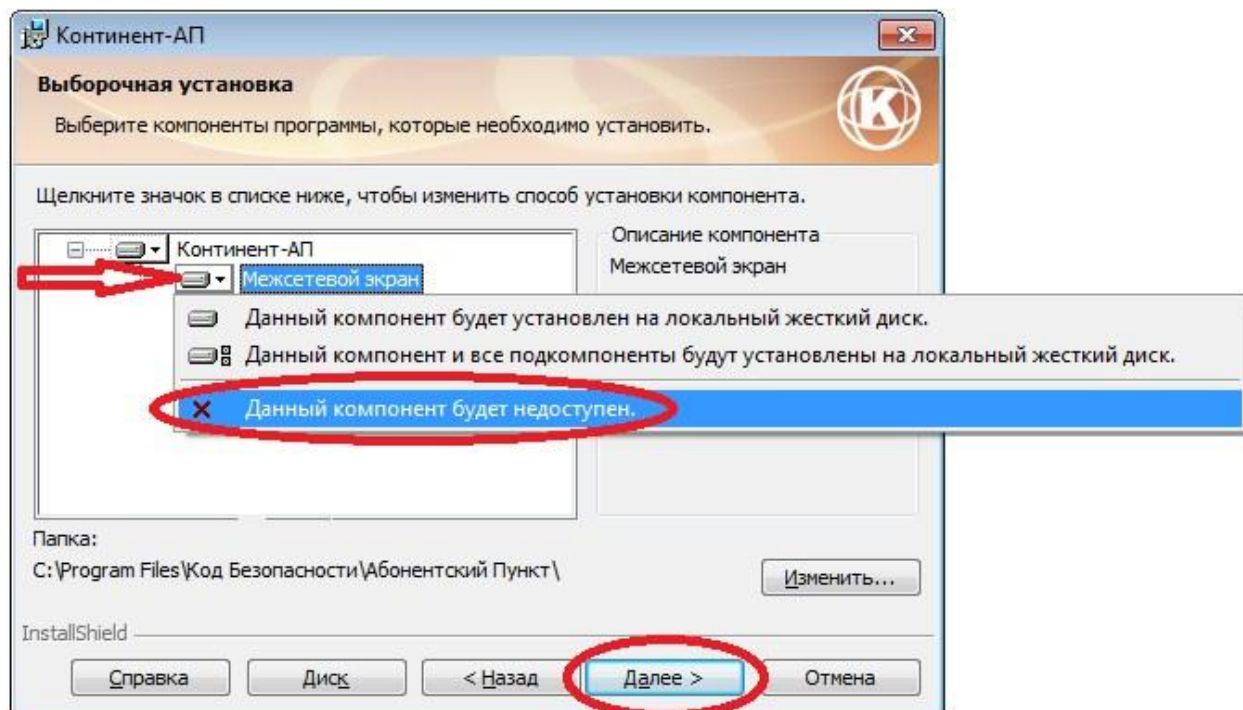 Континент-АП
Выборочная установка
Выберите компоненты программы, которые необходимо установить.
К
Щелкните значок в списке ниже, чтобы изменить способ установки компонента.
Континент-АП
Межсетевой экран
Описание компонента
Межсетевой экран
Данный компонент будет установлен на локальный жесткий диск.
Данный компонент и все подкомпоненты будут установлены на локальный жесткий диск.
Данный компонент будет недоступен.
Папка:
C:\Program Files\Код Безопасности\Абонентский Пункт\
Изменить...
InstallShield
Справка
Диск
< Назад
Далее >
Отмена